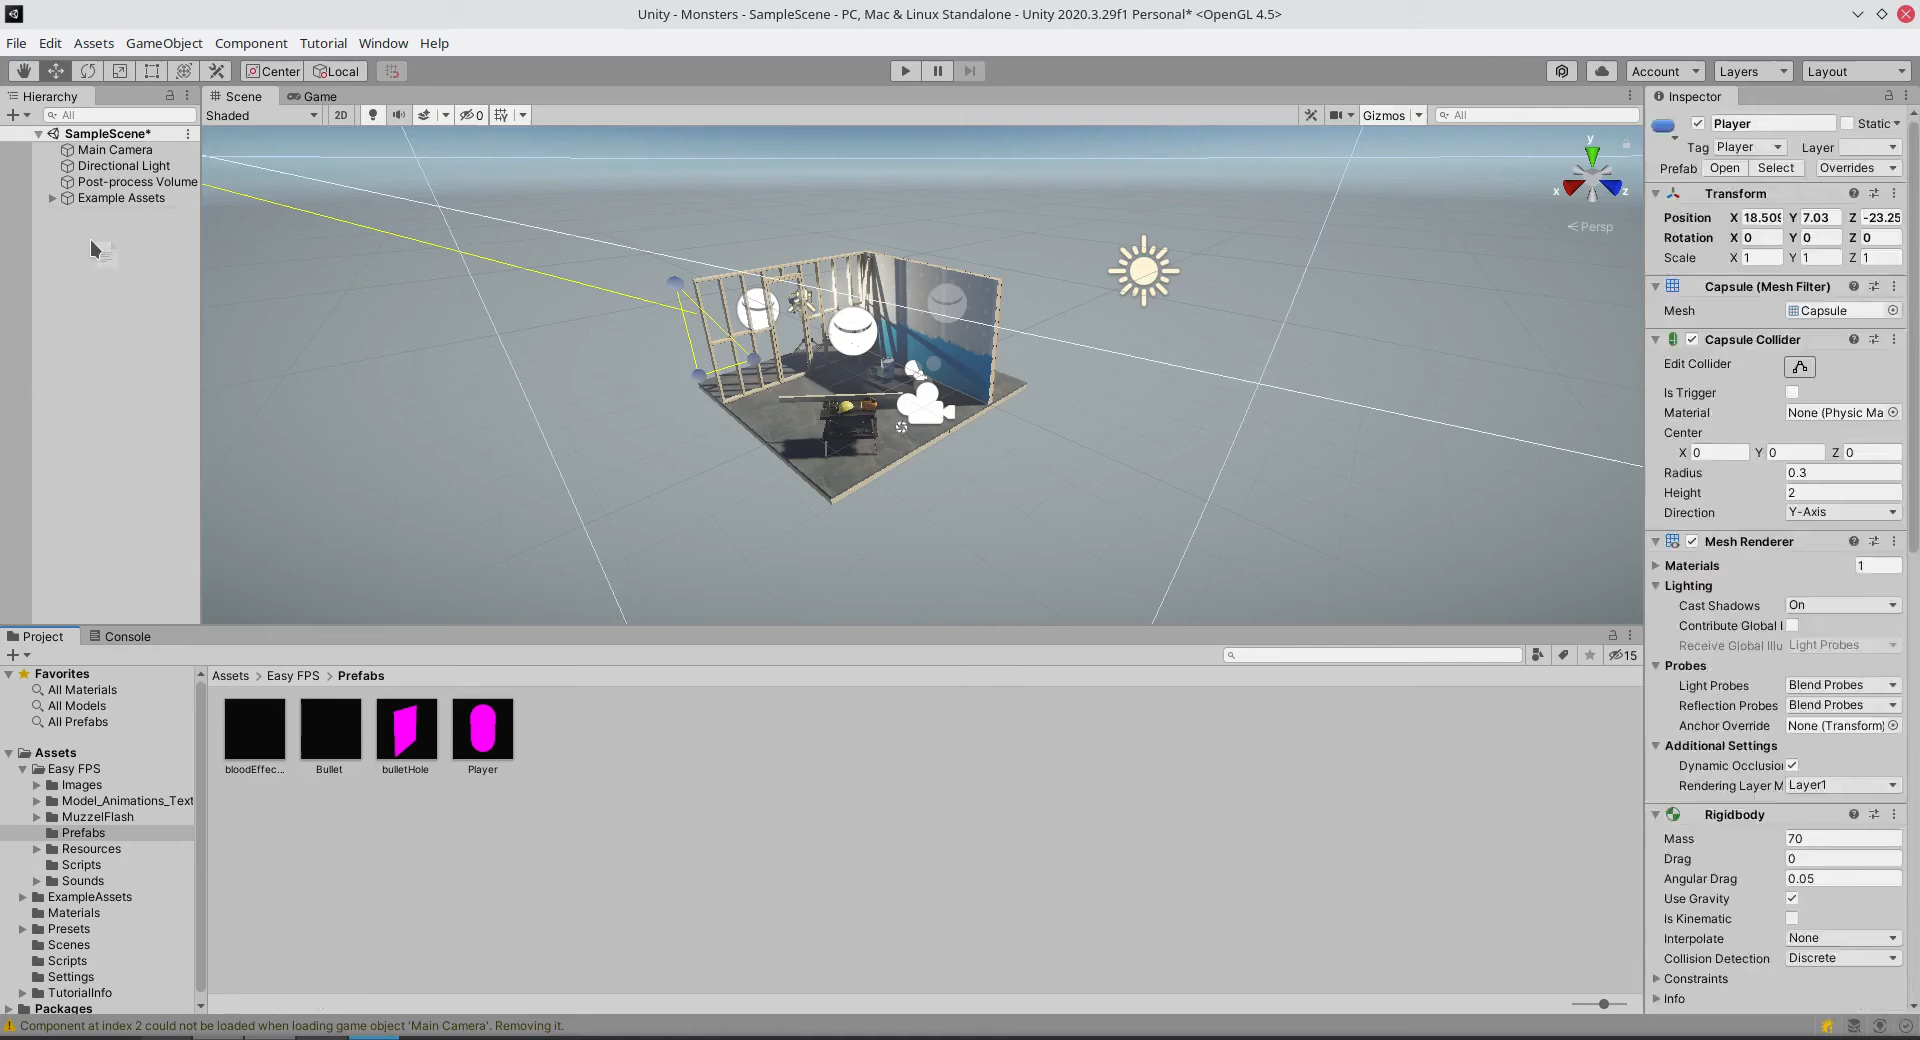 Unity - Monsters - SampleScene - PC, Mac & Linux Standalone - Unity 2020.3.29f1 Personal* <OpenGL 4.5>
File Edit Assets GameObject Component Tutorial Window Help
Center Local Account Layers Layout
Hierarchy
All
SampleScene*
Main Camera
Directional Light
Post-process Volume
Example Assets
Scene Game
Shaded 2D 0 Gizmos All
y
x z
< Persp
Inspector
Player Static
Tag Player Layer
Prefab Open Select Overrides
Transform
Position X 18.509 Y 7.03 Z -23.25
Rotation X 0 Y 0 Z 0
Scale X 1 Y 1 Z 1
Capsule (Mesh Filter)
Mesh Capsule
Capsule Collider
Edit Collider
Is Trigger
Material None (Physic Ma
Center
X 0 Y 0 Z 0
Radius 0.3
Height 2
Direction Y-Axis
Mesh Renderer
Materials 1
Lighting
Cast Shadows On
Contribute Global I
Receive Global Illu Light Probes
Probes
Light Probes Blend Probes
Reflection Probes Blend Probes
Anchor Override None (Transform)
Additional Settings
Dynamic Occlusion
Rendering Layer M Layer1
Rigidbody
Mass 70
Drag 0
Angular Drag 0.05
Use Gravity
Is Kinematic
Interpolate None
Collision Detection Discrete
Constraints
Info
Project Console
15
Favorites
All Materials
All Models
All Prefabs
Assets
Easy FPS
Images
Model_Animations_Text
MuzzelFlash
Prefabs
Resources
Scripts
Sounds
ExampleAssets
Materials
Presets
Scenes
Scripts
Settings
TutorialInfo
Packages
Assets > Easy FPS > Prefabs
bloodEffec... Bullet bulletHole Player
Component at index 2 could not be loaded when loading game object 'Main Camera'. Removing it.